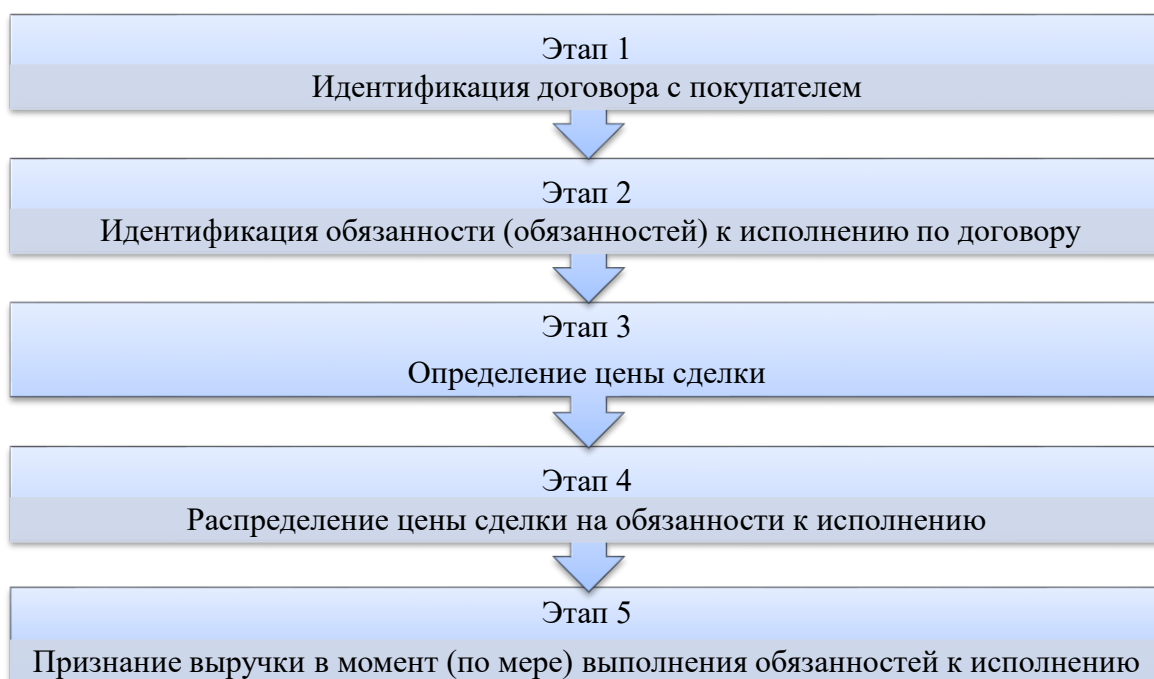 Этап 1
Идентификация договора с покупателем
Этап 2
Идентификация обязанности (обязанностей) к исполнению по договору
Этап 3
Определение цены сделки
Этап 4
Распределение цены сделки на обязанности к исполнению
Этап 5
Признание выручки в момент (по мере) выполнения обязанностей к исполнению